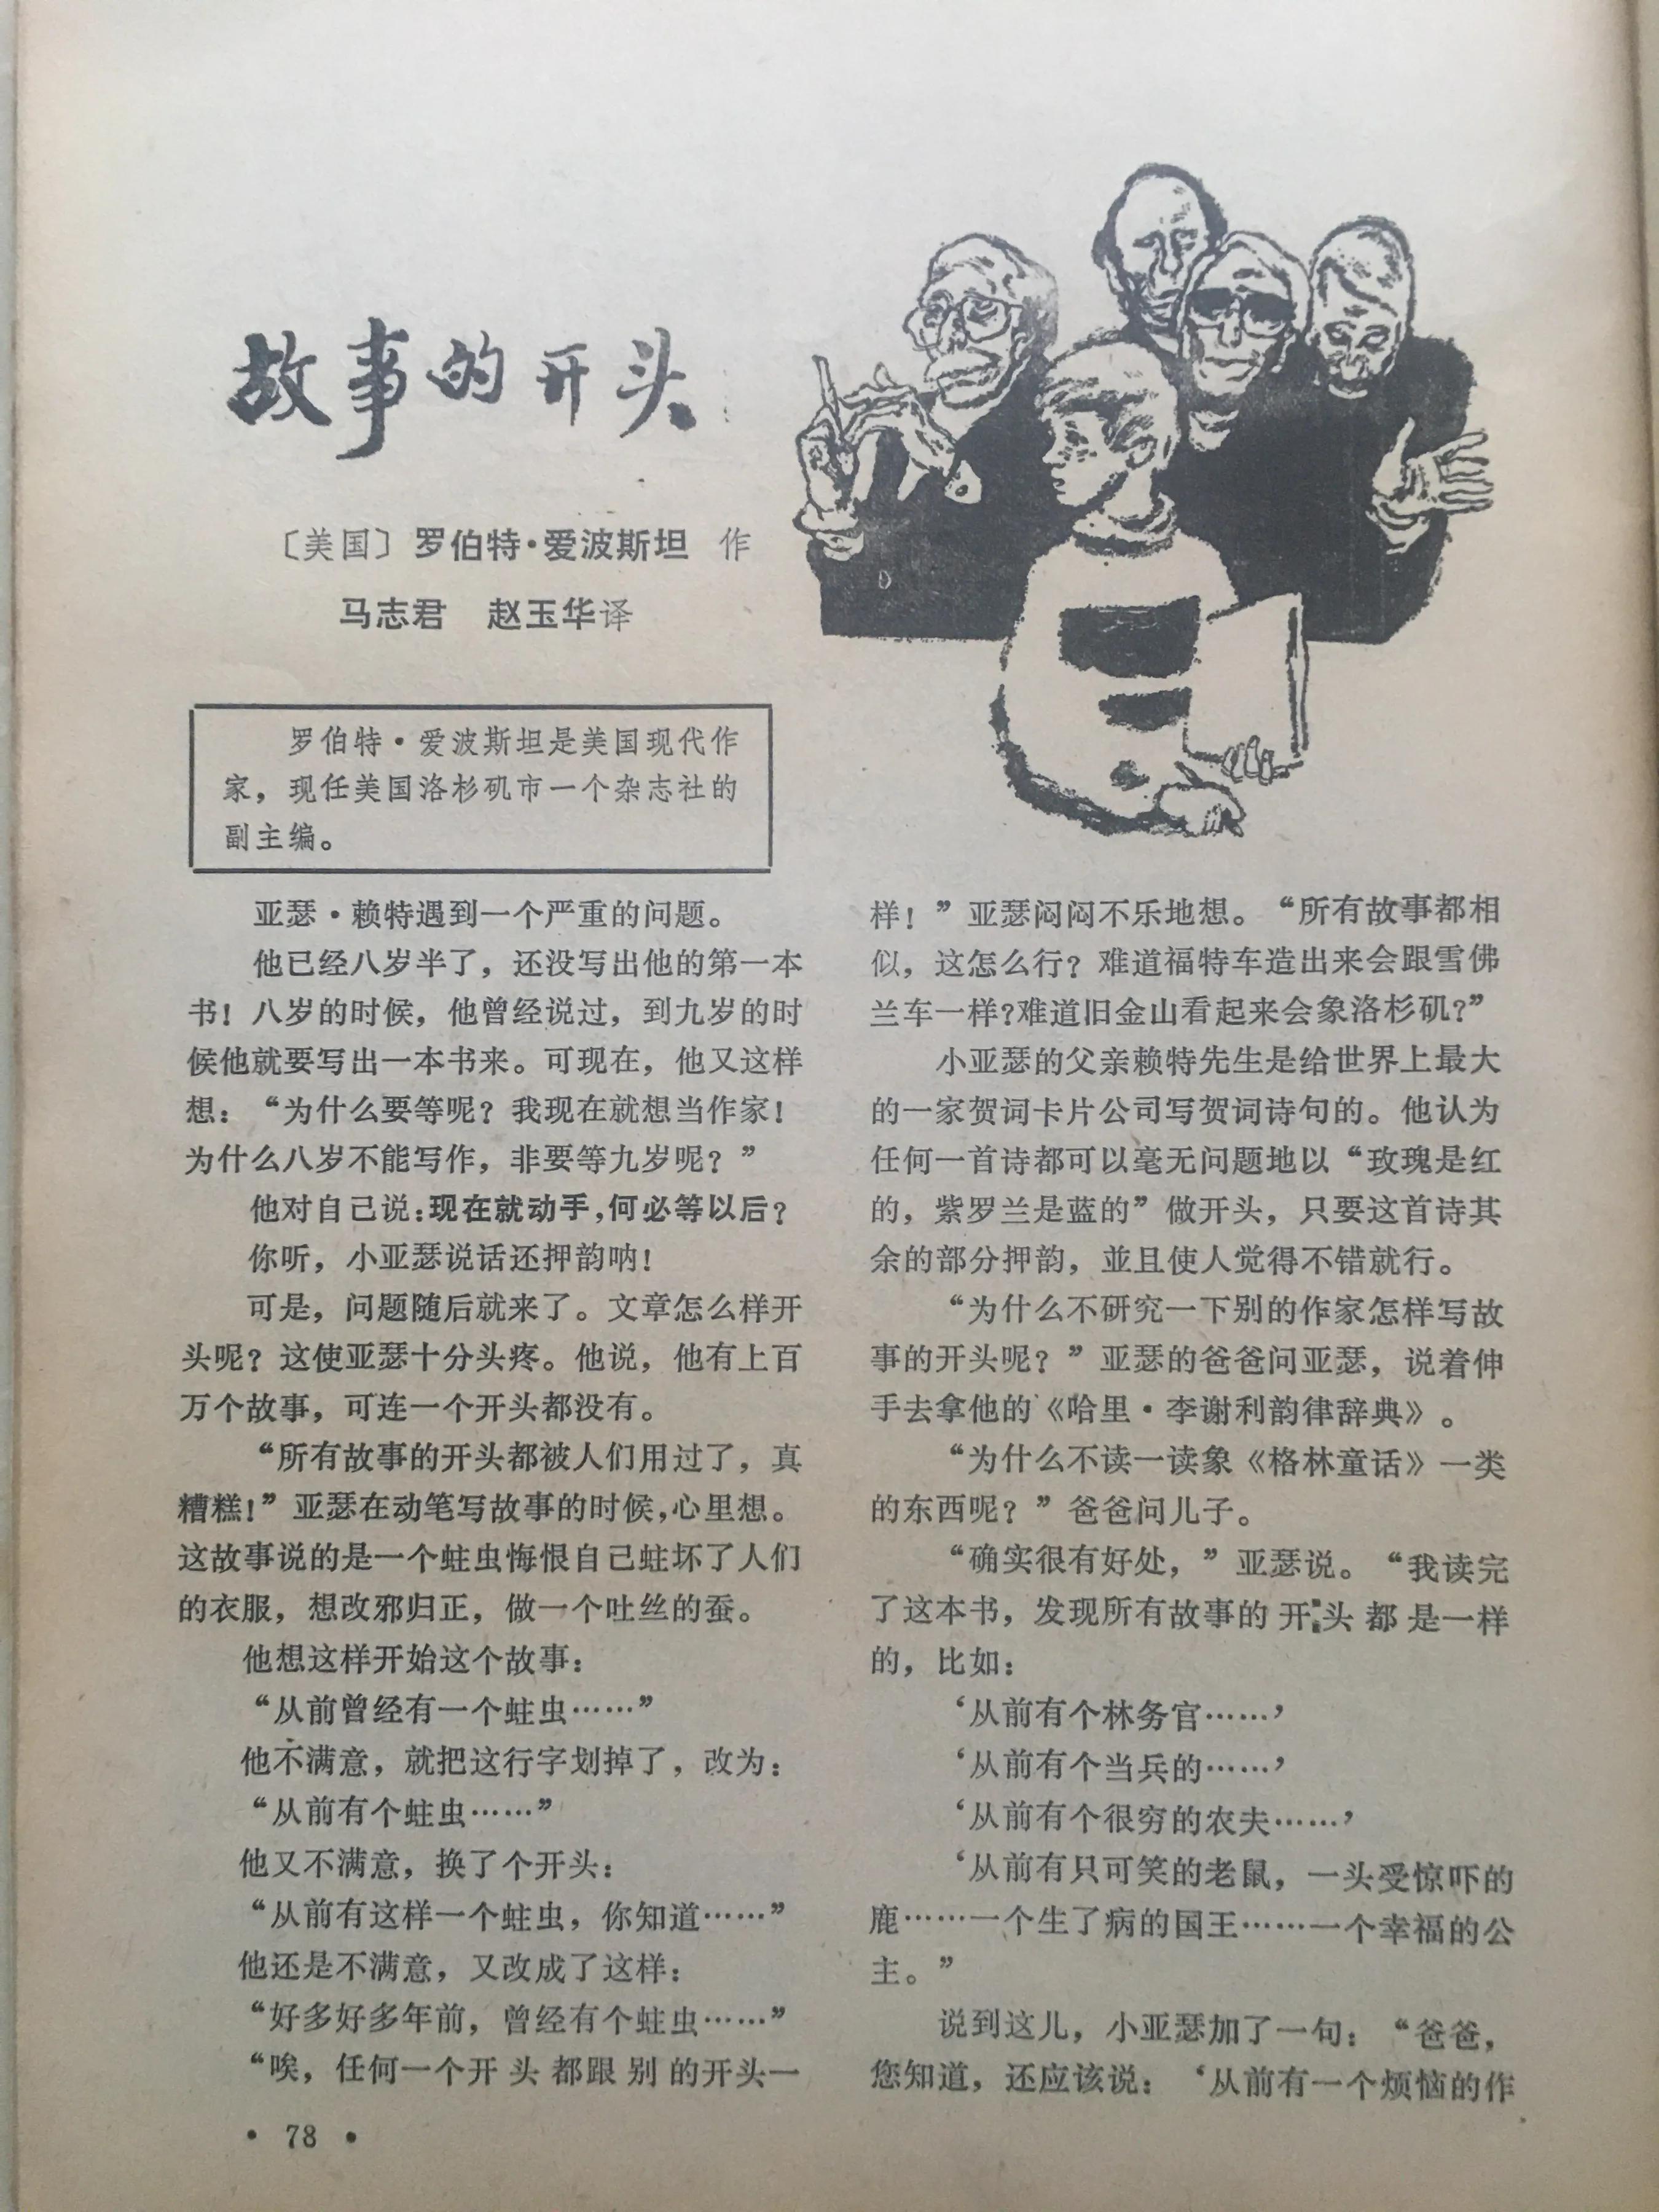 故事的开头
〔美国〕罗伯特·爱波斯坦 作
马志君 赵玉华译
罗伯特·爱波斯坦是美国现代作
家，现任美国洛杉矶市一个杂志社的
副主编。
亚瑟·赖特遇到一个严重的问题。
他已经八岁半了，还没写出他的第一本
书！八岁的时候，他曾经说过，到九岁的时
候他就要写出一本书来。可现在，他又这样
想：“为什么要等呢？我现在就想当作家！
为什么八岁不能写作，非要等九岁呢？”
他对自己说：现在就动手，何必等以后？
你听，小亚瑟说话还押韵呐！
可是，问题随后就来了。文章怎么样开
头呢？这使亚瑟十分头疼。他说，他有上百
万个故事，可连一个开头都没有。
“所有故事的开头都被人们用过了，真
糟糕！”亚瑟在动笔写故事的时候，心里想。
这故事说的是一个蛀虫悔恨自己蛀坏了人们
的衣服，想改邪归正，做一个吐丝的蚕。
他想这样开始这个故事：
“从前曾经有一个蛀虫……”
他不满意，就把这行字划掉了，改为：
“从前有个蛀虫……”
他又不满意，换了个开头：
“从前有这样一个蛀虫，你知道……”
他还是不满意，又改成了这样：
“好多好多年前，曾经有个蛀虫……”
“唉，任何一个开头都跟别的开头一
样！”亚瑟闷闷不乐地想。“所有故事都相
似，这怎么行？难道福特车造出来会跟雪佛
兰车一样？难道旧金山看起来会象洛杉矶？”
小亚瑟的父亲赖特先生是给世界上最大
的一家贺词卡片公司写贺词诗句的。他认为
任何一首诗都可以毫无问题地以“玫瑰是红
的，紫罗兰是蓝的”做开头，只要这首诗其
余的部分押韵，並且使人觉得不错就行。
“为什么不研究一下别的作家怎样写故
事的开头呢？”亚瑟的爸爸问亚瑟，说着伸
手去拿他的《哈里·李谢利韵律辞典》。
“为什么不读一读象《格林童话》一类
的东西呢？”爸爸问儿子。
“确实很有好处，”亚瑟说。“我读完
了这本书，发现所有故事的开头都是一样
的，比如：
‘从前有个林务官……’
‘从前有个当兵的……’
‘从前有个很穷的农夫……’
‘从前有只可笑的老鼠，一头受惊吓的
鹿……一个生了病的国王……一个幸福的公
主。”
说到这儿，小亚瑟加了一句：“爸爸，
您知道，还应该说：‘从前有一个烦恼的作
• 78 •